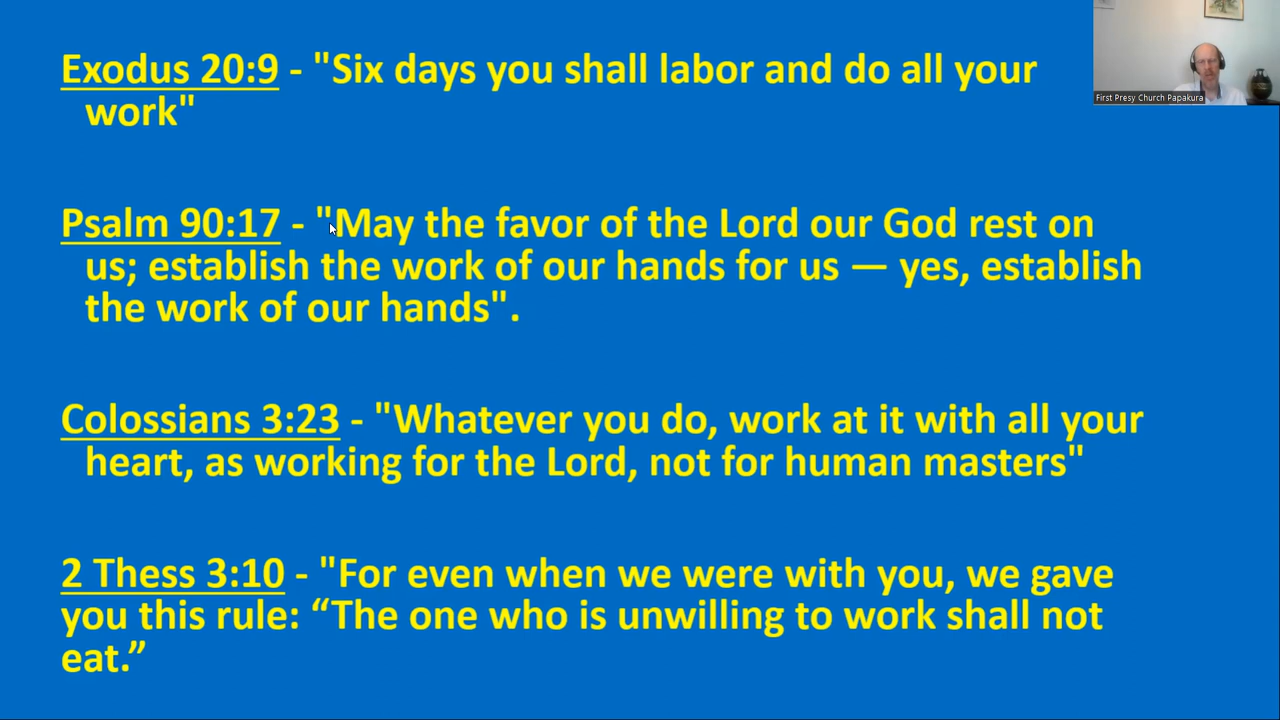 Exodus 20:9 - "Six days you shall labor and do all your
work"
First Presy Church Papakura
Psalm 90:17 - "May the favor of the Lord our God rest on
us; establish the work of our hands for us — yes, establish
the work of our hands".
Colossians 3:23 - "Whatever you do, work at it with all your
heart, as working for the Lord, not for human masters"
2 Thess 3:10 - "For even when we were with you, we gave
you this rule: “The one who is unwilling to work shall not
eat.”